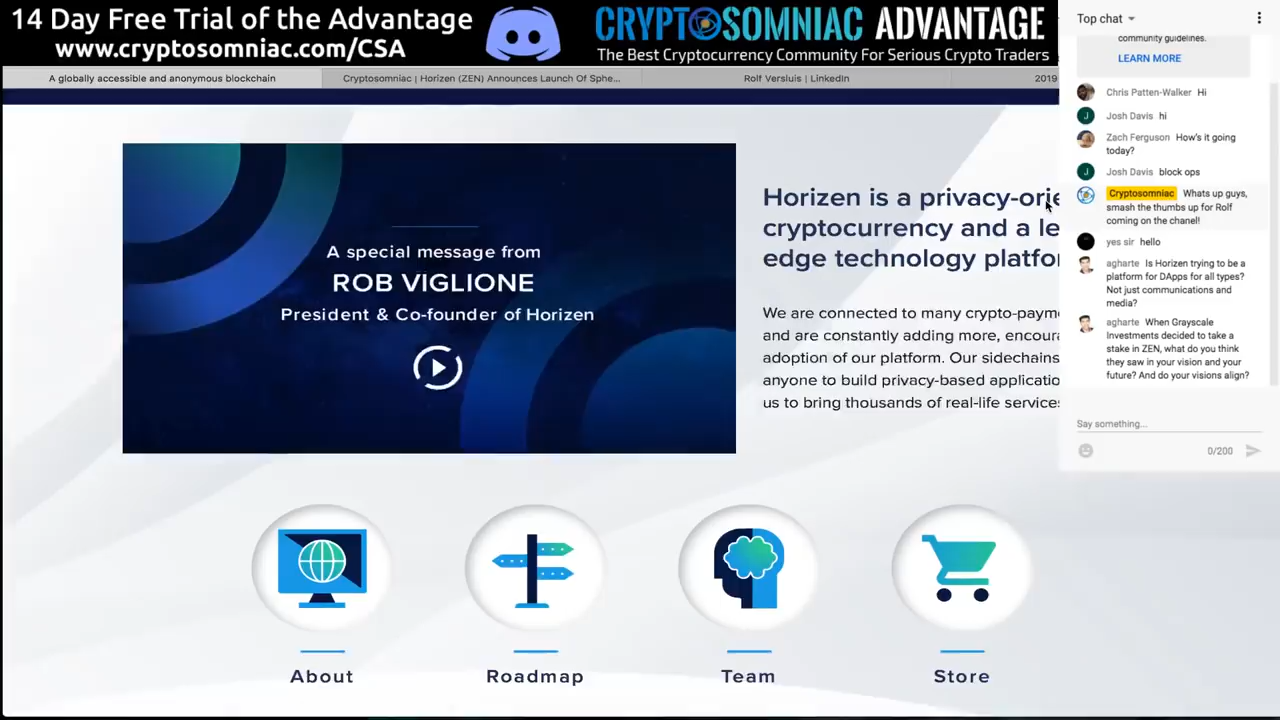 14 Day Free Trial of the Advantage
www.cryptosomniac.com/CSA
CRYPTOSOMNIAC ADVANTAGE
The Best Cryptocurrency Community For Serious Crypto Traders
A globally accessible and anonymous blockchain
Cryptosomniac | Horizen (ZEN) Announces Launch Of Sphe...
Rolf Versluis | LinkedIn
2019
A special message from
ROB VIGLIONE
President & Co-founder of Horizen
Horizen is a privacy-orie
cryptocurrency and a le
edge technology platfo
We are connected to many crypto-payme
and are constantly adding more, encoura
adoption of our platform. Our sidechains
anyone to build privacy-based applicatio
us to bring thousands of real-life services
About
Roadmap
Team
Store
Top chat
community guidelines.
LEARN MORE
Chris Patten-Walker Hi
J Josh Davis hi
Zach Ferguson How's it going
today?
J Josh Davis block ops
Cryptosomniac Whats up guys,
smash the thumbs up for Rolf
coming on the chanel!
yes sir hello
agharte Is Horizen trying to be a
platform for DApps for all types?
Not just communications and
media?
agharte When Grayscale
Investments decided to take a
stake in ZEN, what do you think
they saw in your vision and your
future? And do your visions align?
Say something...
0/200